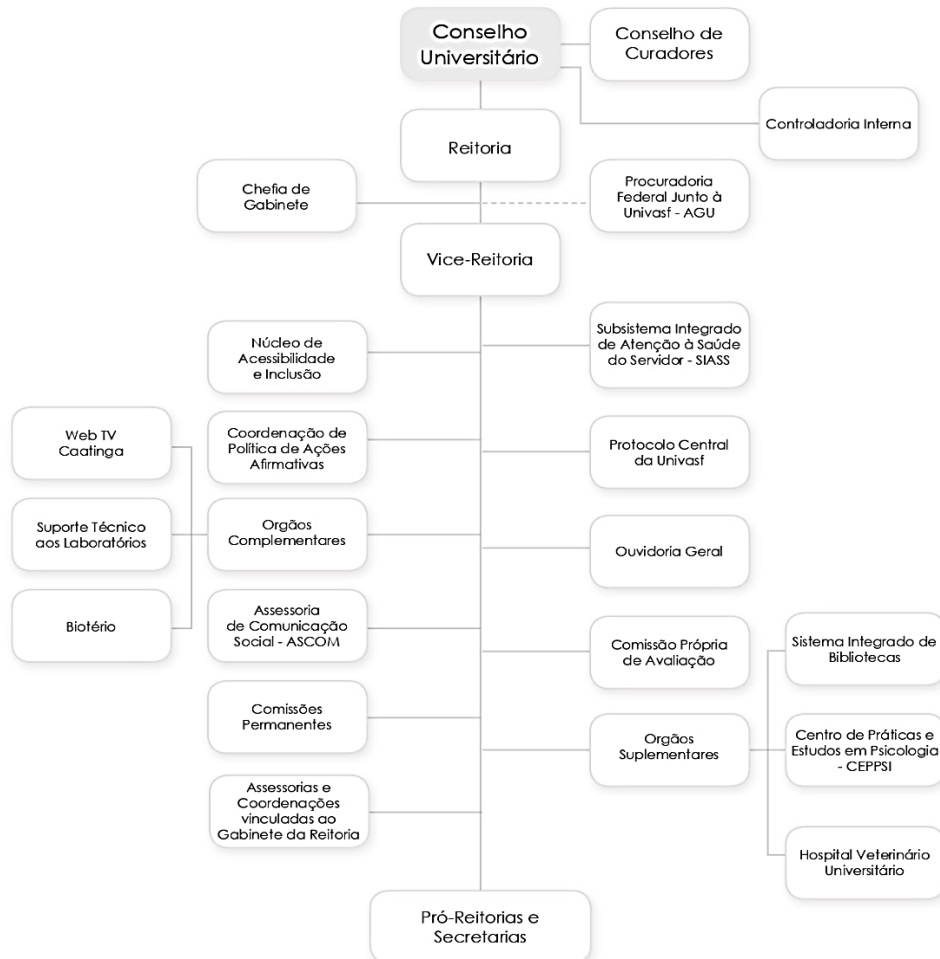 Conselho
Universitário
Conselho de
Curadores
Controladoria Interna
Reitoria
Chefia de
Gabinete
Procuradoria
Federal Junto à
Univasf - AGU
Vice-Reitoria
Núcleo de
Acessibilidade
e Inclusão
Subsistema Integrado
de Atenção à Saúde
do Servidor - SIASS
Web TV
Caatinga
Coordenação de
Política de Ações
Afirmativas
Protocolo Central
da Univasf
Suporte Técnico
aos Laboratórios
Orgãos
Complementares
Ouvidoria Geral
Biotério
Assessoria
de Comunicação
Social - ASCOM
Comissão Própria
de Avaliação
Sistema Integrado de
Bibliotecas
Comissões
Permanentes
Orgãos
Suplementares
Centro de Práticas e
Estudos em Psicologia
- CEPPSI
Assessorias e
Coordenações
vinculadas ao
Gabinete da Reitoria
Hospital Veterinário
Universitário
Pró-Reitorias e
Secretarias